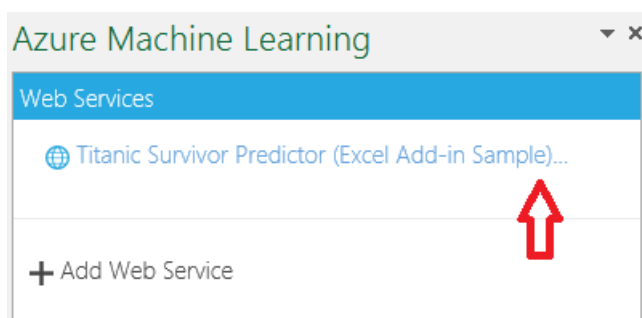 Azure Machine Learning
Web Services
Titanic Survivor Predictor (Excel Add-in Sample)...
Add Web Service